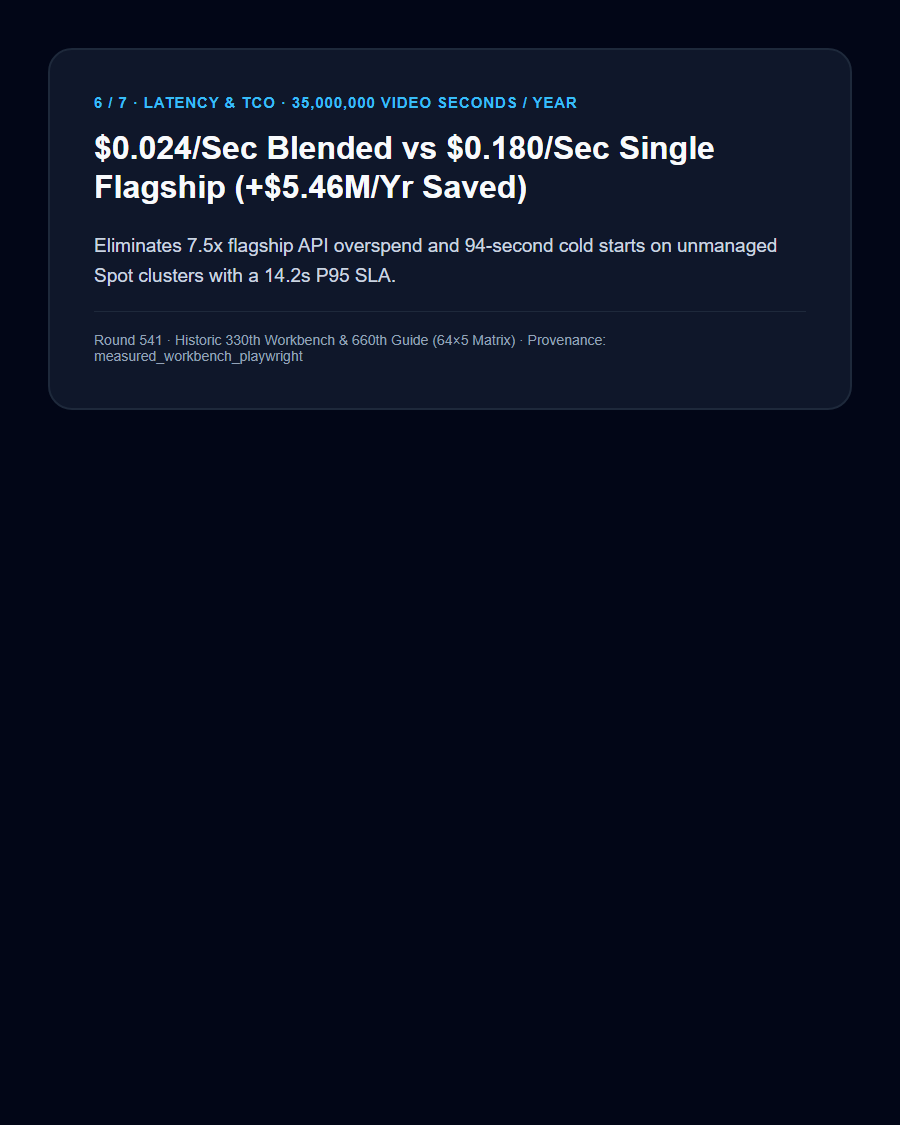 6 / 7 · LATENCY & TCO · 35,000,000 VIDEO SECONDS / YEAR
$0.024/Sec Blended vs $0.180/Sec Single
Flagship (+$5.46M/Yr Saved)
Eliminates 7.5x flagship API overspend and 94-second cold starts on unmanaged
Spot clusters with a 14.2s P95 SLA.
Round 541 · Historic 330th Workbench & 660th Guide (64×5 Matrix) · Provenance:
measured_workbench_playwright